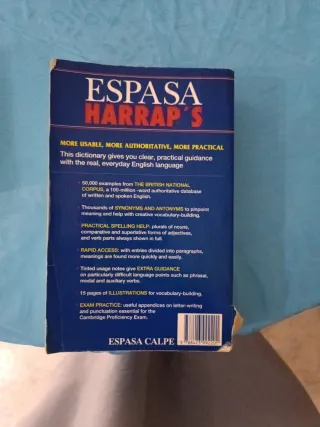 ESPASA
HARRAP'S
MORE USABLE, MORE AUTHORITATIVE, MORE PRACTICAL
This dictionary gives you clear, practical guidance
with the real, everyday English language
· 50,000 examples from THE BRITISH NATIONAL
CORPUS, a 100-million -word authoritative database
of written and spoken English.
· Thousands of SYNONYMS AND ANTONYMS to pinpoint
meaning and help with creative vocabulary-building.
· PRACTICAL SPELLING HELP: plurals of nouns,
comparative and superlative forms of adjectives,
and verb parts always shown in full.
· RAPID ACCESS: with entries divided into paragraphs,
meanings are found more quickly and easily.
· Tinted usage notes give EXTRA GUIDANCE
on particularly difficult language points such as phrasal,
modal and auxiliary verbs.
· 15 pages of ILLUSTRATIONS for vocabulary-building.
· EXAM PRACTICE: useful appendices on letter-writing
and punctuation essential for the
Cambridge Proficiency Exam.
ESPASA CALPE